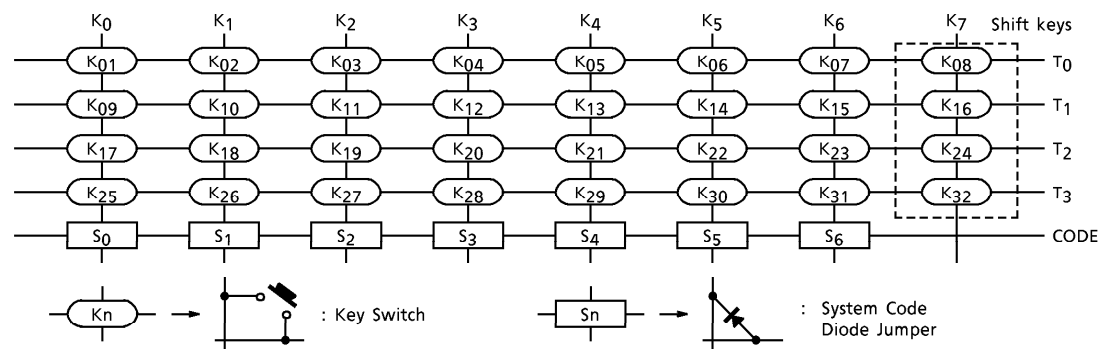 K0 K1 K2 K3 K4 K5 K6 K7 Shift keys
K01 K02 K03 K04 K05 K06 K07 K08 T0
K09 K10 K11 K12 K13 K14 K15 K16 T1
K17 K18 K19 K20 K21 K22 K23 K24 T2
K25 K26 K27 K28 K29 K30 K31 K32 T3
S0 S1 S2 S3 S4 S5 S6 CODE
Kn : Key Switch
Sn : System Code
Diode Jumper